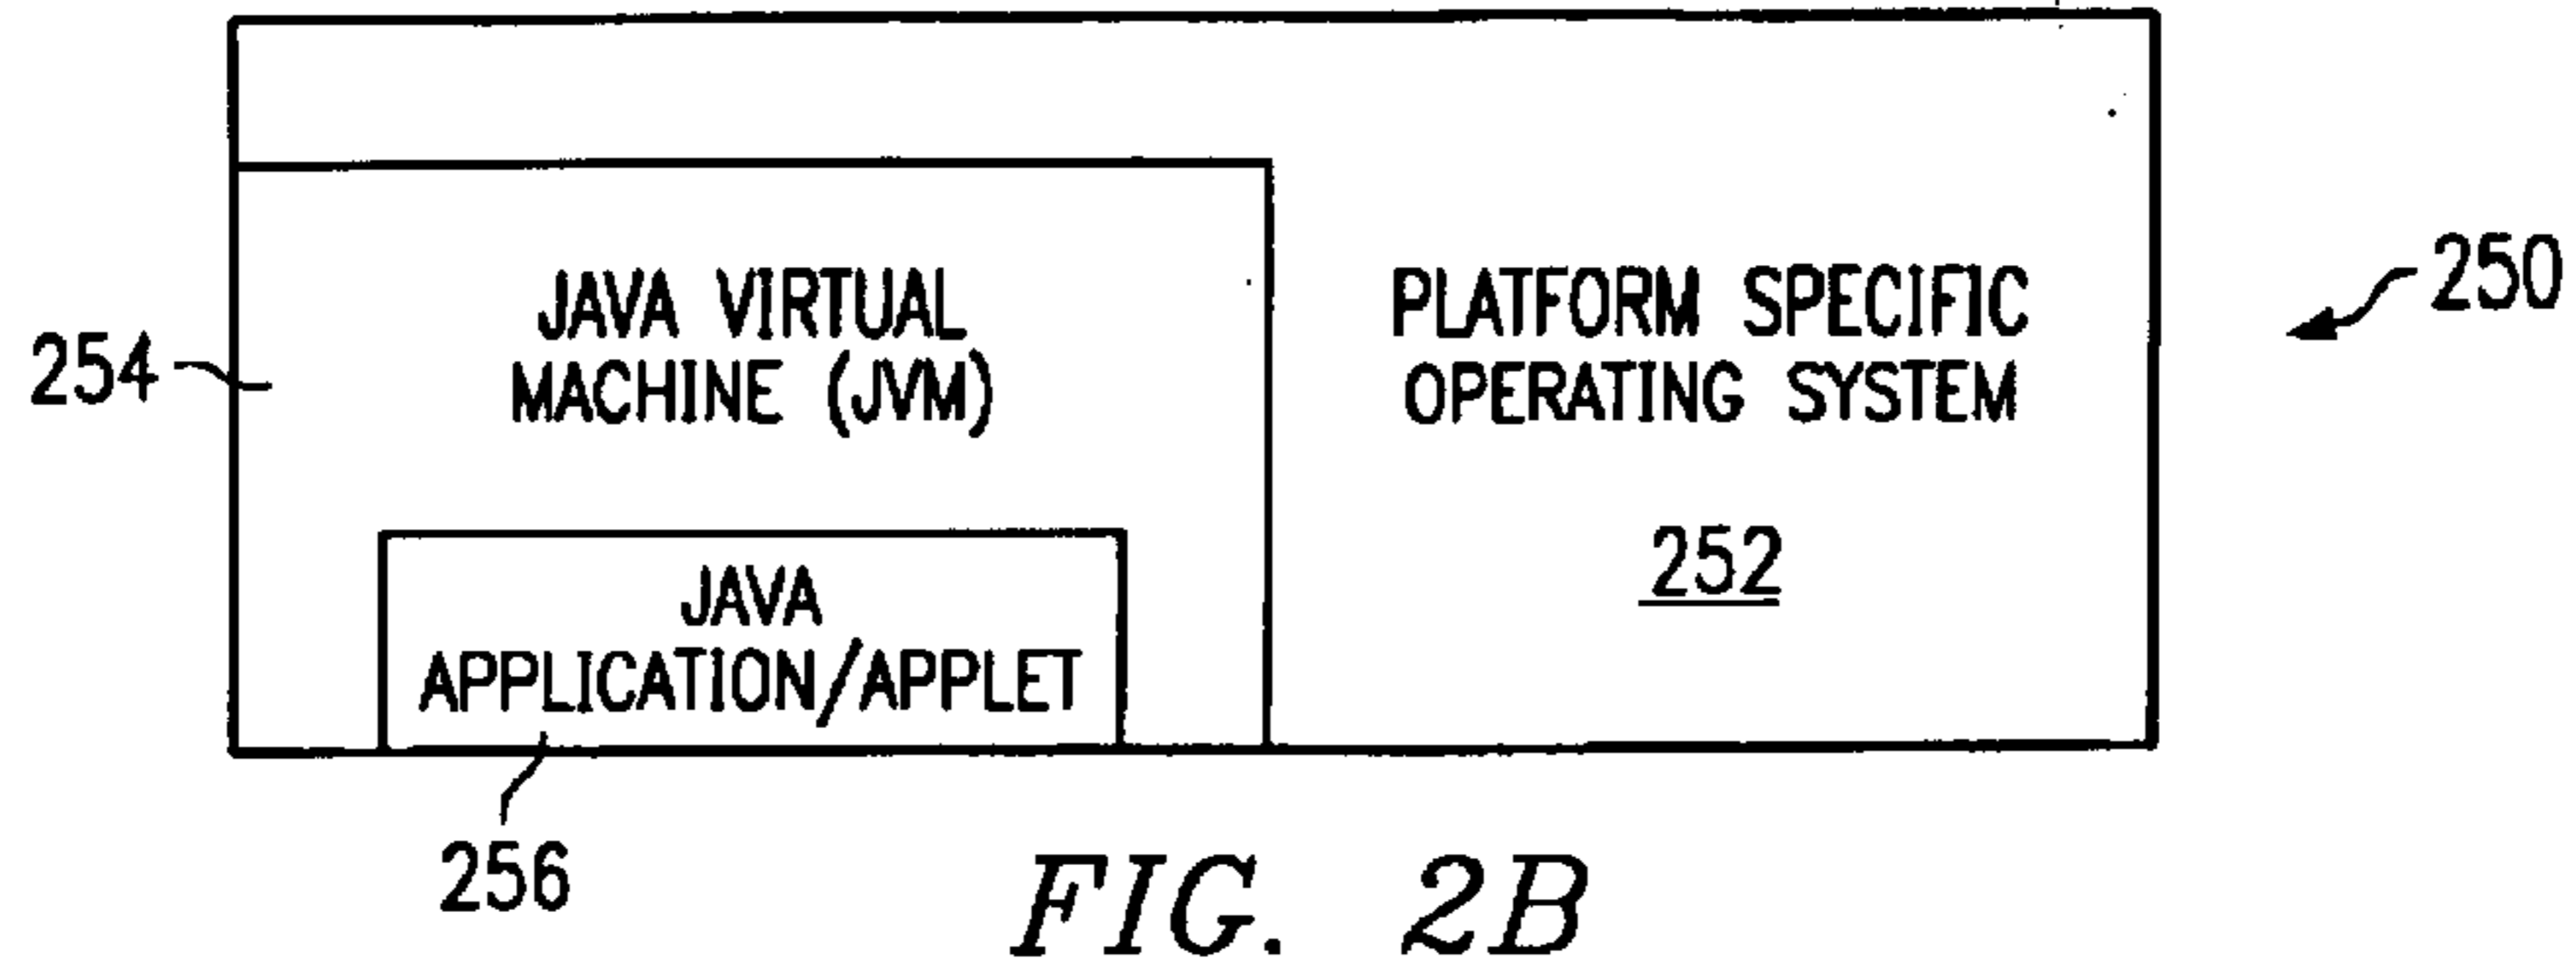 JAVA VIRTUAL
MACHINE (JVM)
PLATFORM SPECIFIC
OPERATING SYSTEM
250
254
252
JAVA
APPLICATION/APPLET
256
FIG. 2B